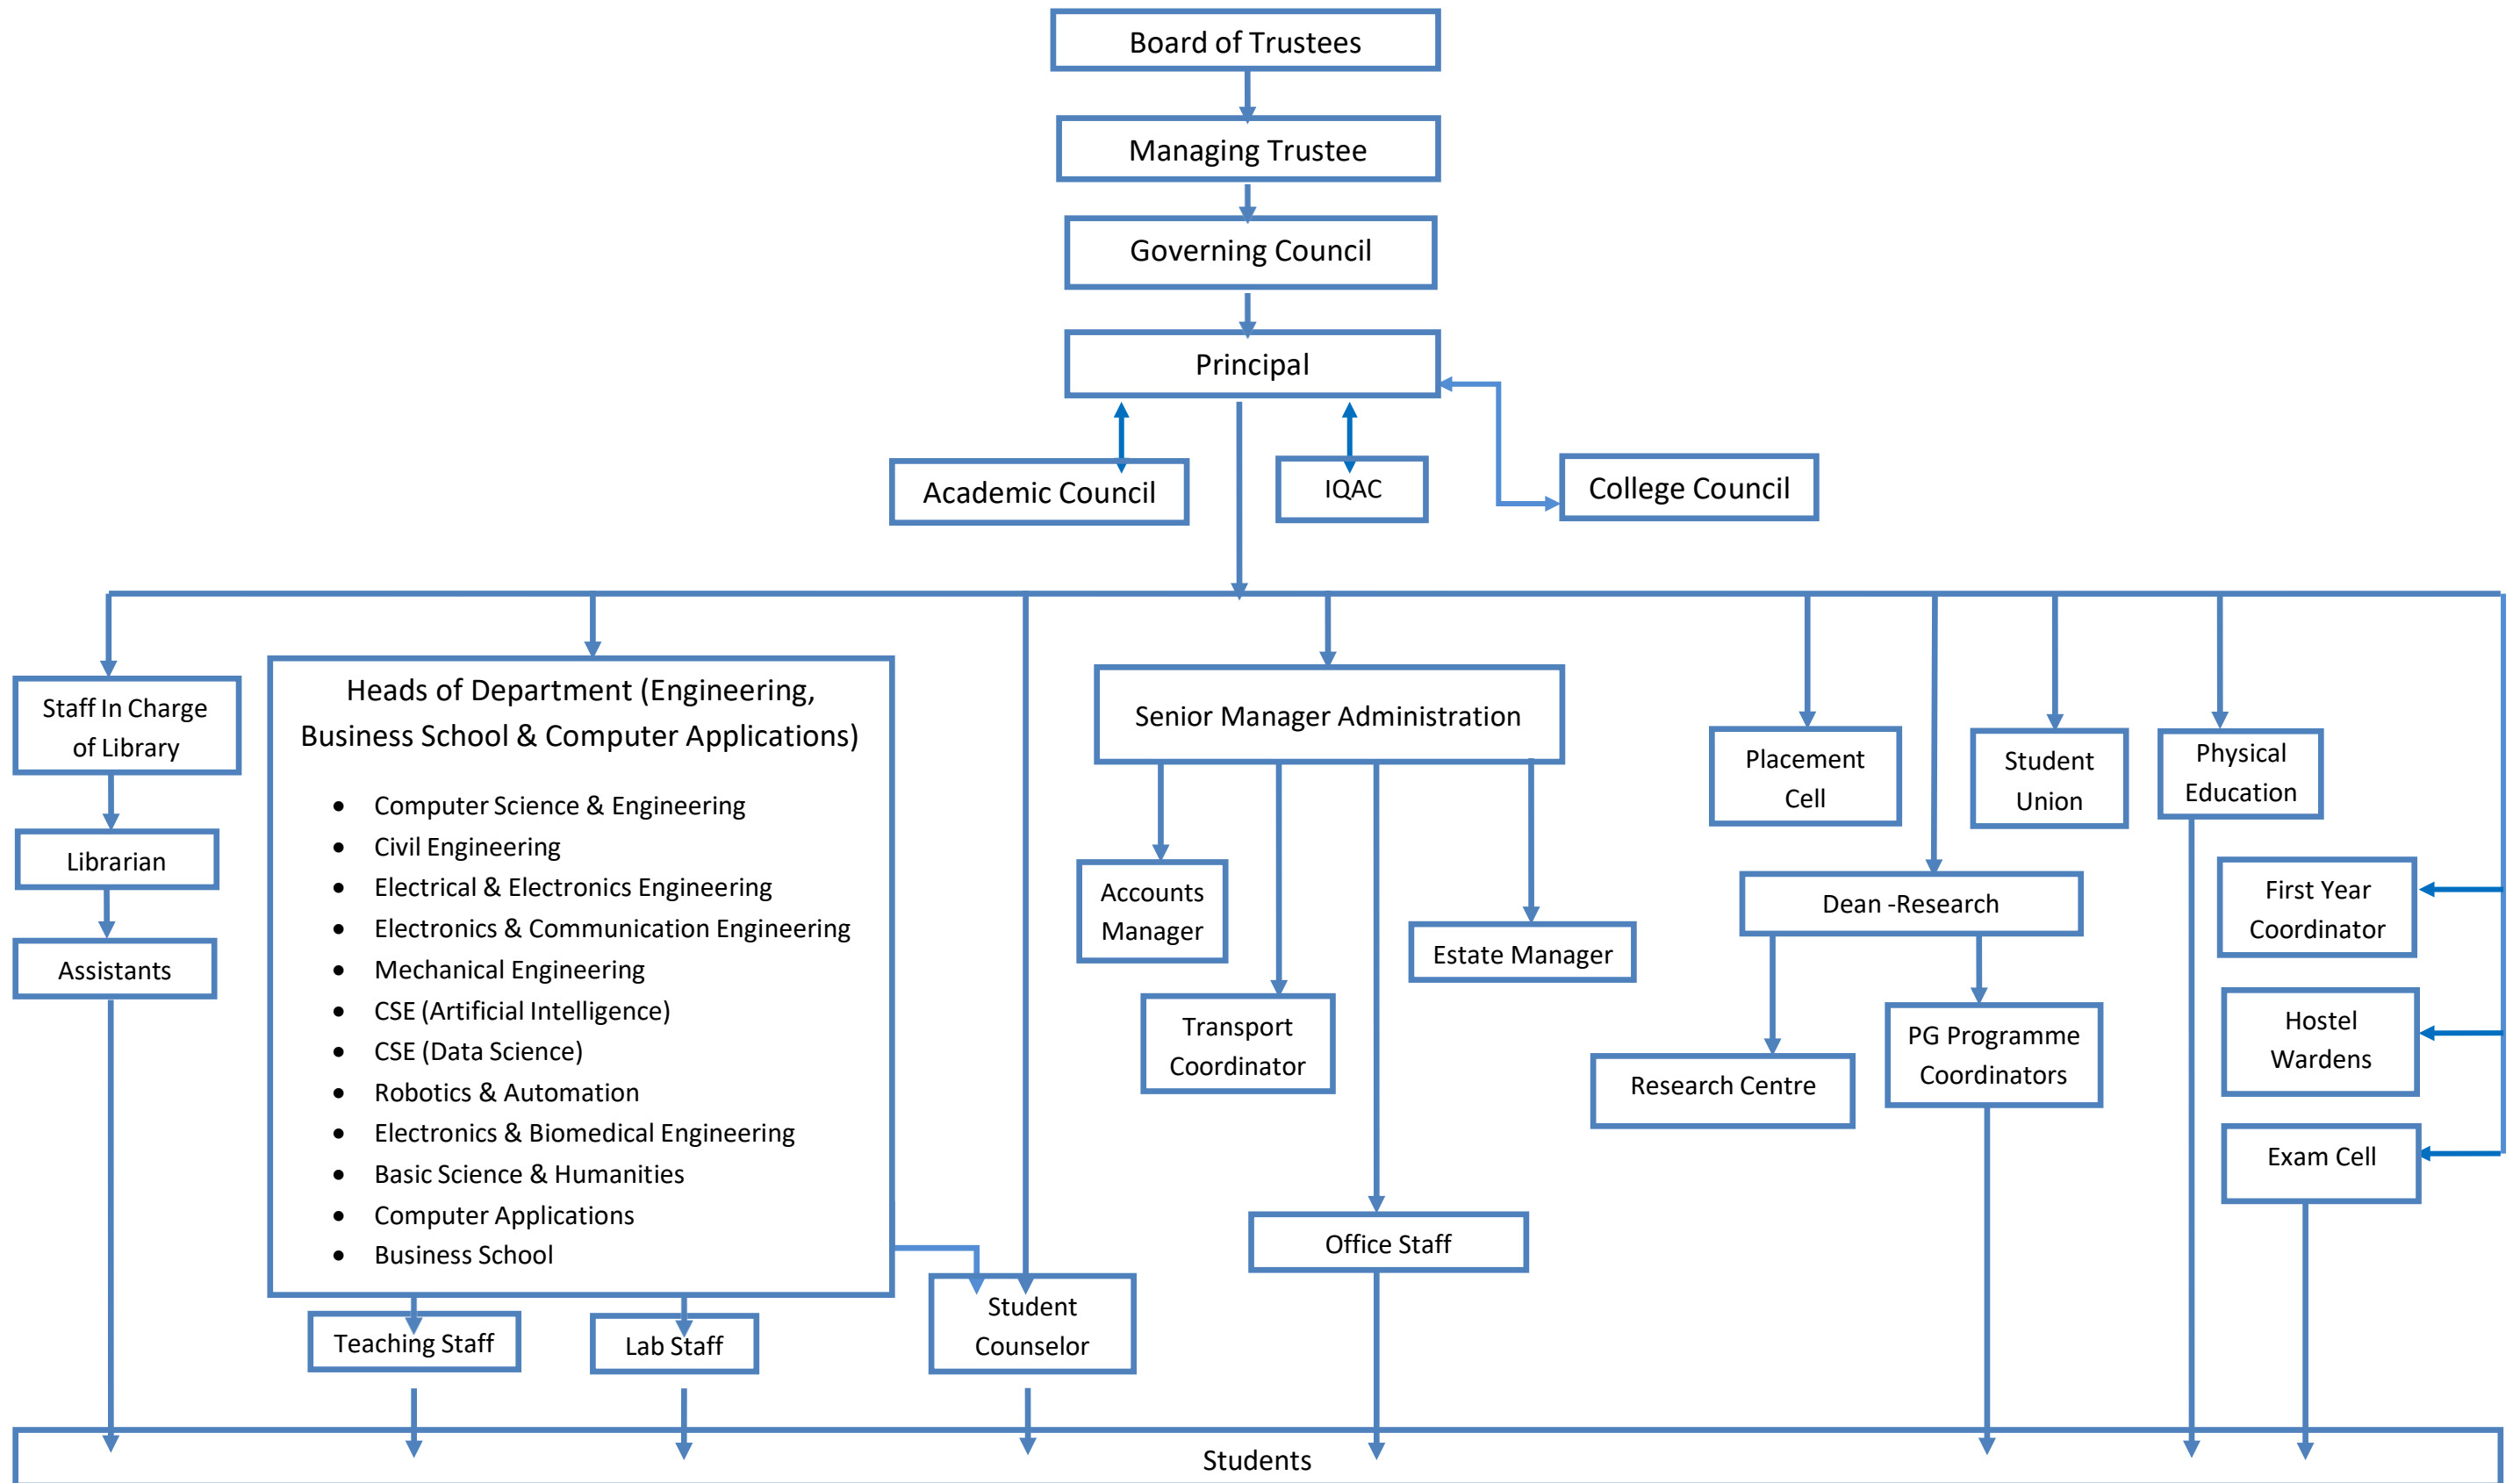 Board of Trustees
Managing Trustee
Governing Council
Principal
Academic Council
IQAC
College Council
Staff In Charge
of Library
Librarian
Assistants
Heads of Department (Engineering,
Business School & Computer Applications)
• Computer Science & Engineering
• Civil Engineering
• Electrical & Electronics Engineering
• Electronics & Communication Engineering
• Mechanical Engineering
• CSE (Artificial Intelligence)
• CSE (Data Science)
• Robotics & Automation
• Electronics & Biomedical Engineering
• Basic Science & Humanities
• Computer Applications
• Business School
Teaching Staff
Lab Staff
Student
Counselor
Senior Manager Administration
Accounts
Manager
Transport
Coordinator
Estate Manager
Office Staff
Placement
Cell
Student
Union
Physical
Education
Dean -Research
Research Centre
PG Programme
Coordinators
First Year
Coordinator
Hostel
Wardens
Exam Cell
Students